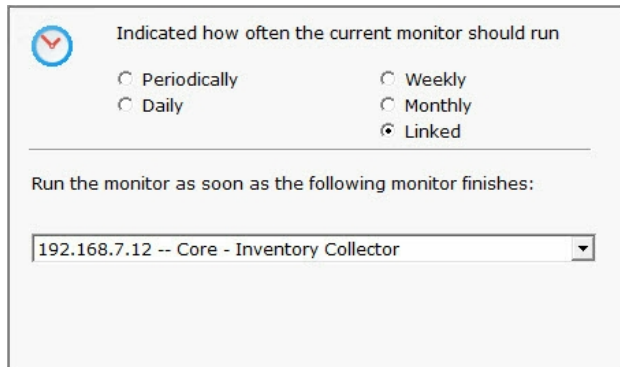 Indicated how often the current monitor should run
Periodically
Weekly
Daily
Monthly
Linked
Run the monitor as soon as the following monitor finishes:
192.168.7.12 -- Core - Inventory Collector